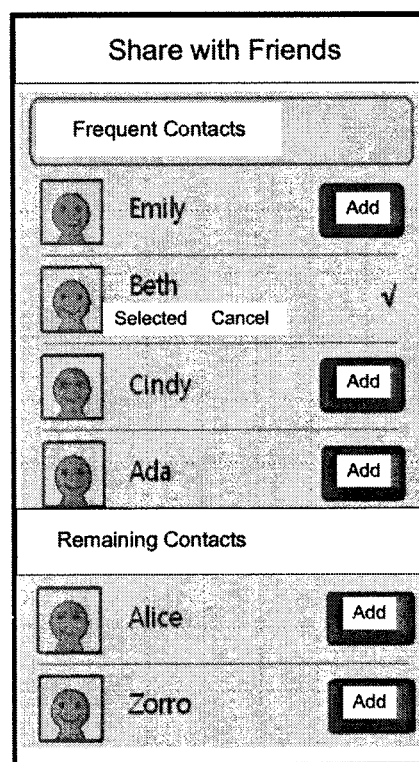 Share with Friends
Frequent Contacts
Emily Add
Beth √
Selected Cancel
Cindy Add
Ada Add
Remaining Contacts
Alice Add
Zorro Add